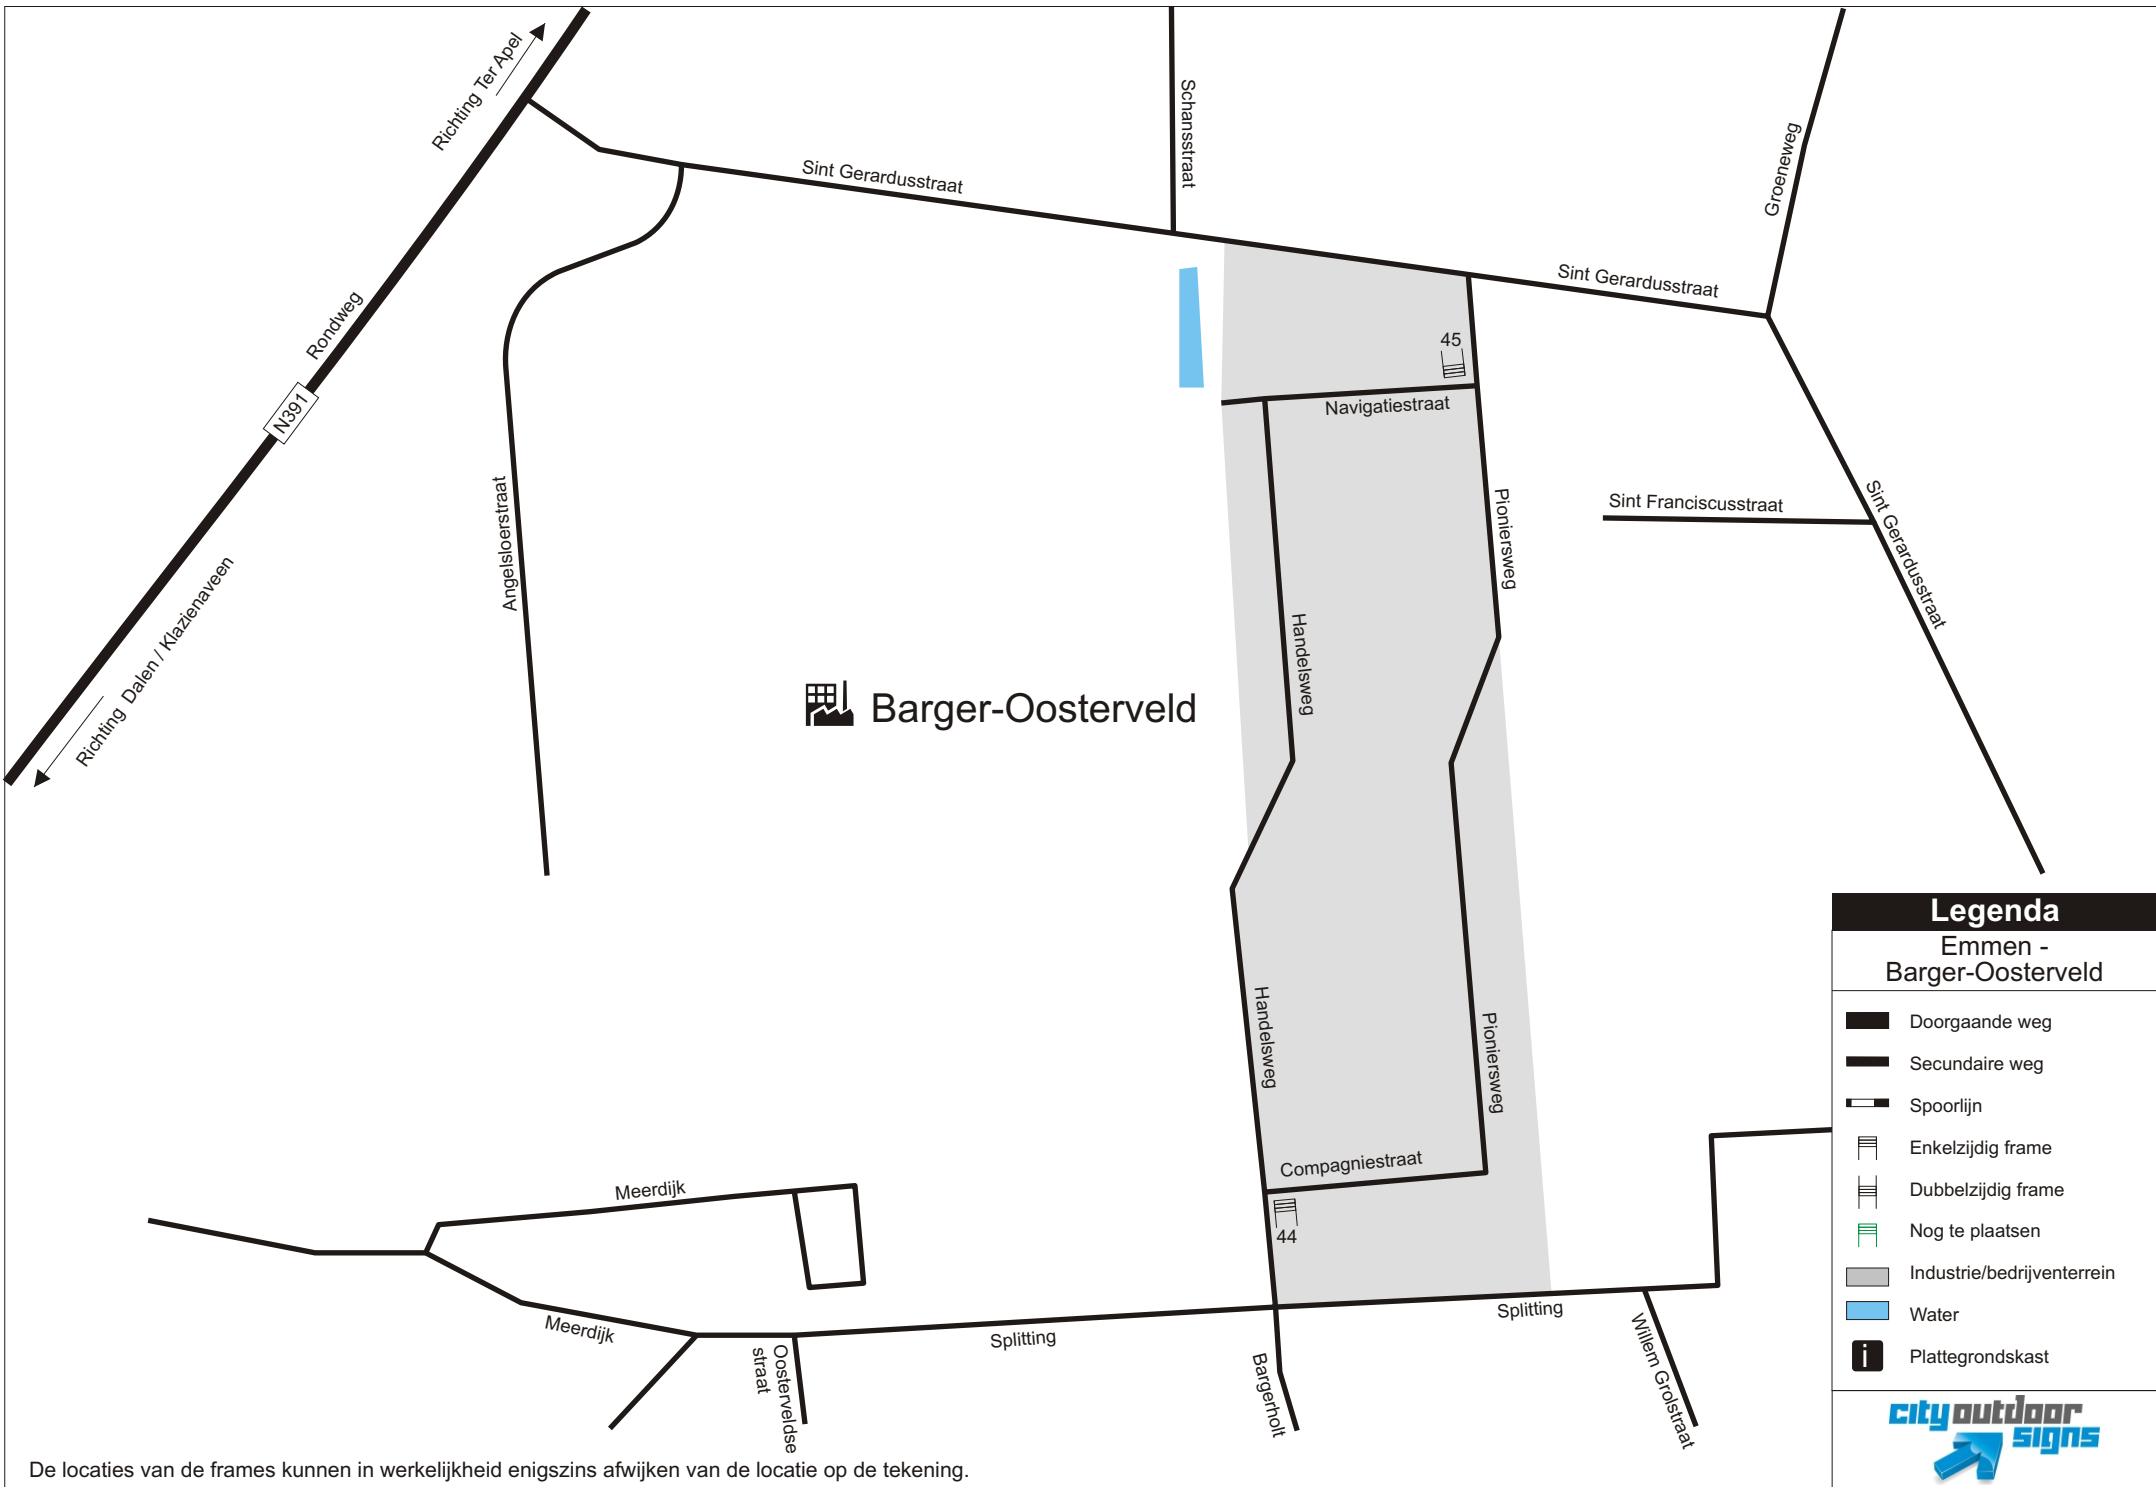 Richting Ter Apel
Schansstraat
Groeneweg
Sint Gerardusstraat
Sint Gerardusstraat
Rondweg
N391
45
Navigatiestraat
Angelsloerstraat
Pioniersweg
Sint Franciscusstraat
Sint Gerardusstraat
Richting Dalen / Klazienaveen
Handelsweg
Barger-Oosterveld
Handelsweg
Pioniersweg
Compagniestraat
44
Meerdijk
Meerdijk
Oosterveldse
straat
Splitting
Splitting
Bargerholt
Willem Grolstraat
Legenda
Emmen -
Barger-Oosterveld
Doorgaande weg
Secundaire weg
Spoorlijn
Enkelzijdig frame
Dubbelzijdig frame
Nog te plaatsen
Industrie/bedrijventerrein
Water
i Plattegrondskast
city outdoor
signs
De locaties van de frames kunnen in werkelijkheid enigszins afwijken van de locatie op de tekening.